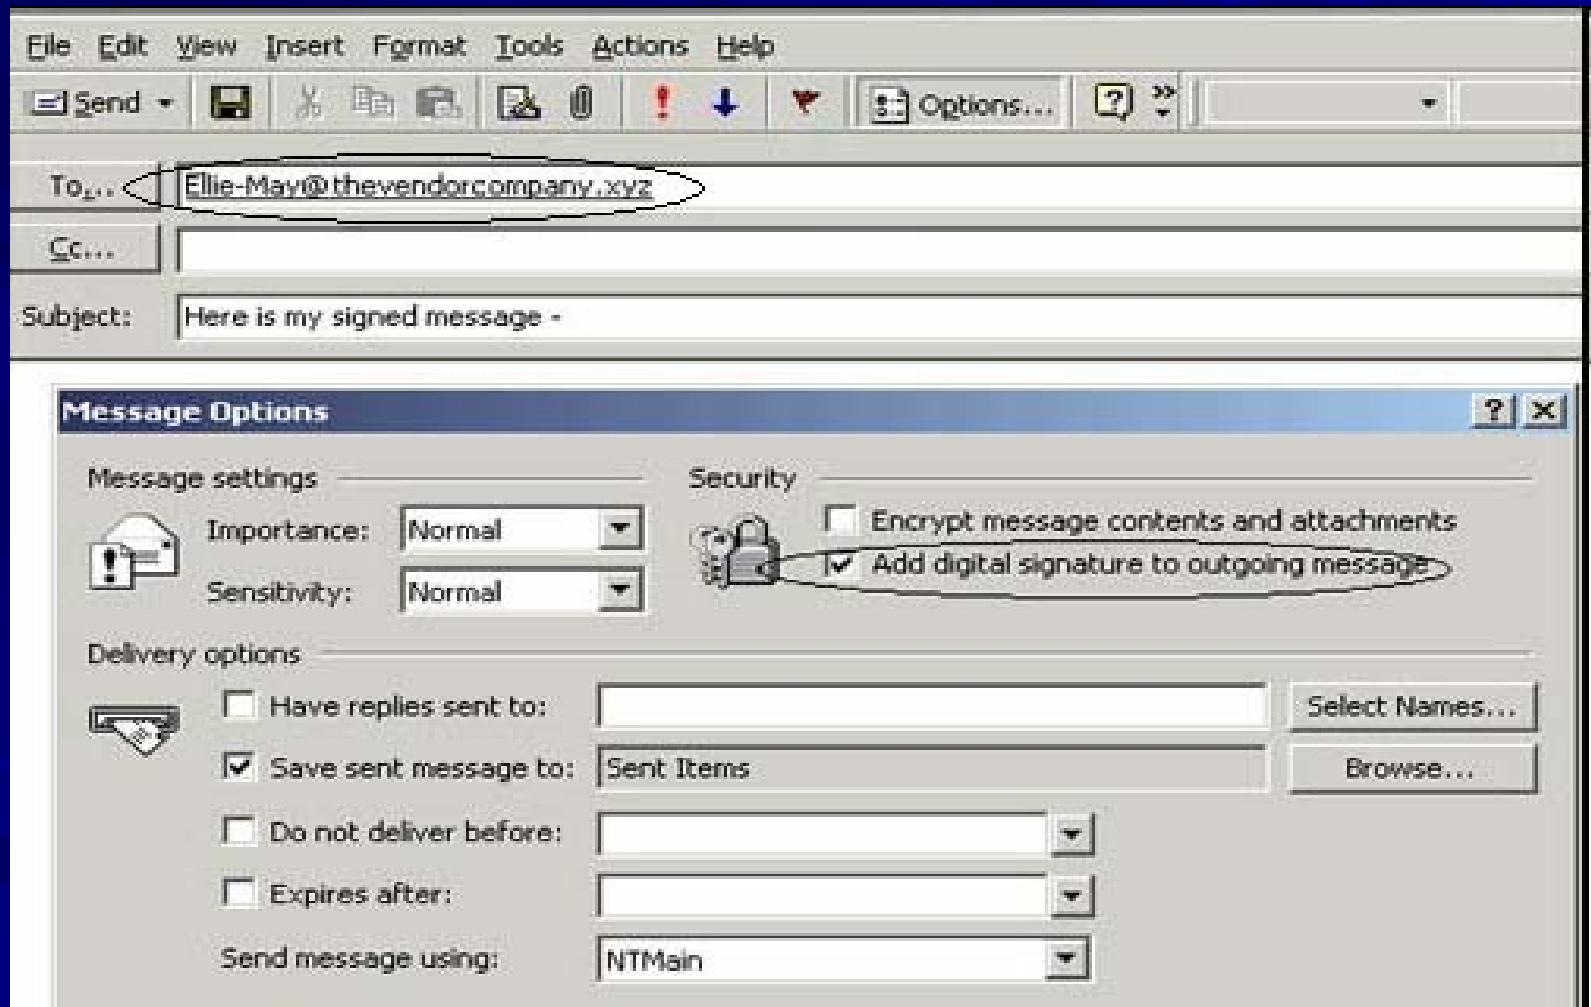 File Edit View Insert Format Tools Actions Help
Send Options...
To... Ellie-May@thevendorcompany.xyz
Cc...
Subject: Here is my signed message -
Message Options
Message settings Security
Importance: Normal Encrypt message contents and attachments
Add digital signature to outgoing message
Sensitivity: Normal
Delivery options
Have replies sent to: Select Names...
Save sent message to: Sent Items Browse...
Do not deliver before:
Expires after:
Send message using: NTMain